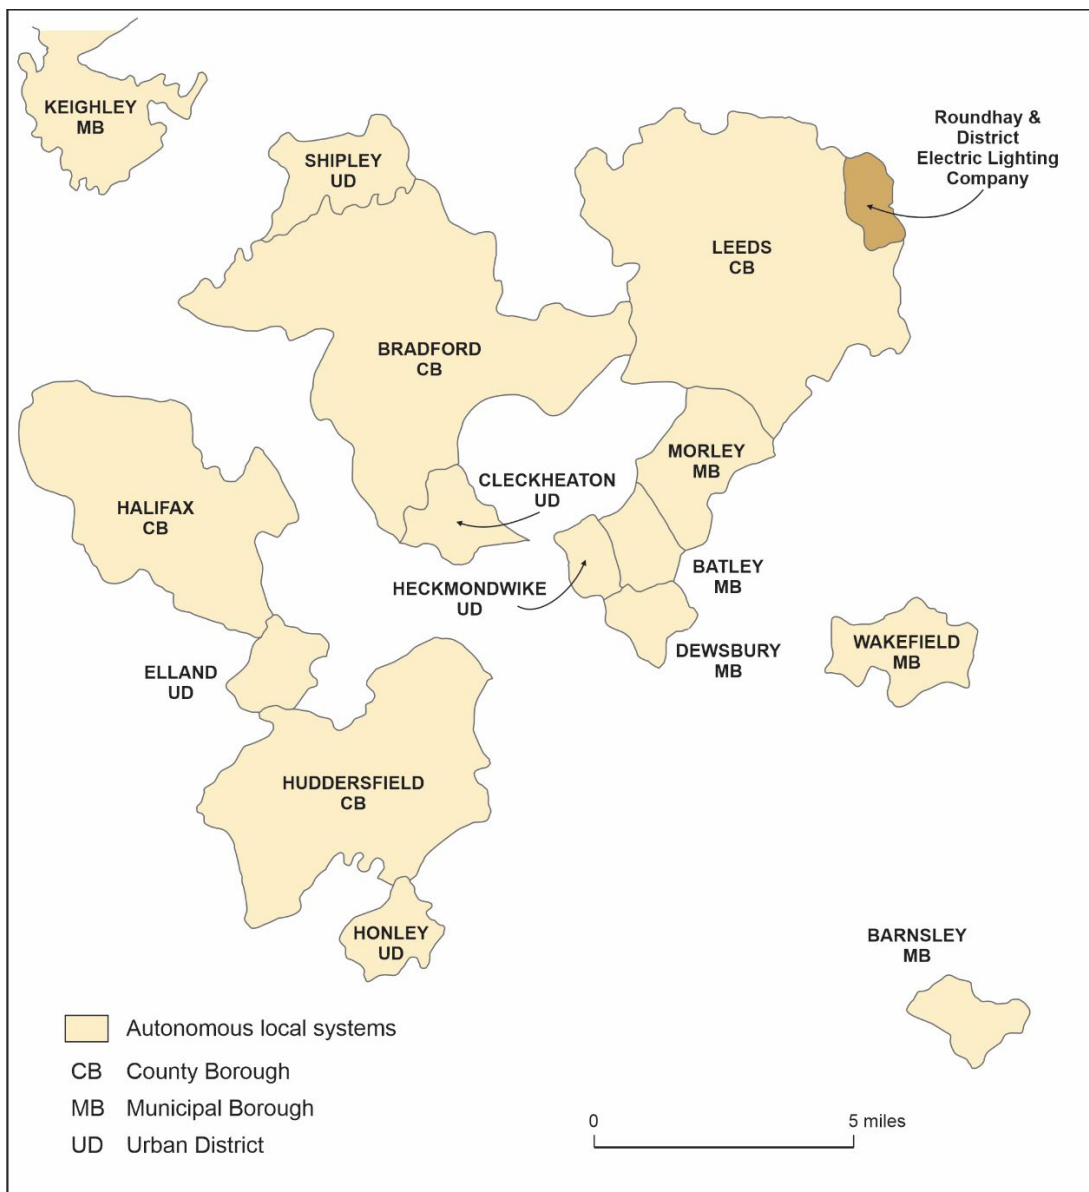 KEIGHLEY
MB
SHIPLEY
UD
Roundhay &
District
Electric Lighting
Company
LEEDS
CB
BRADFORD
CB
MORLEY
MB
CLECKHEATON
UD
HALIFAX
CB
BATLEY
MB
HECKMONDWIKE
UD
DEWSBURY
MB
WAKEFIELD
MB
ELLAND
UD
HUDDERSFIELD
CB
HONLEY
UD
BARNSLEY
MB
Autonomous local systems
CB County Borough
MB Municipal Borough
UD Urban District
0 5 miles